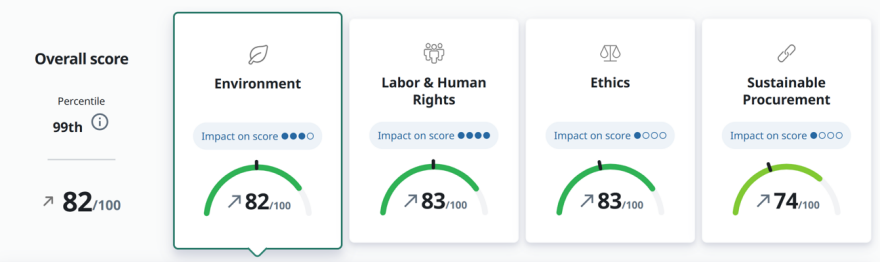 Overall score
Percentile
99th
82/100
Environment
Impact on score
82/100
Labor & Human
Rights
Impact on score
83/100
Ethics
Impact on score
83/100
Sustainable
Procurement
Impact on score
74/100